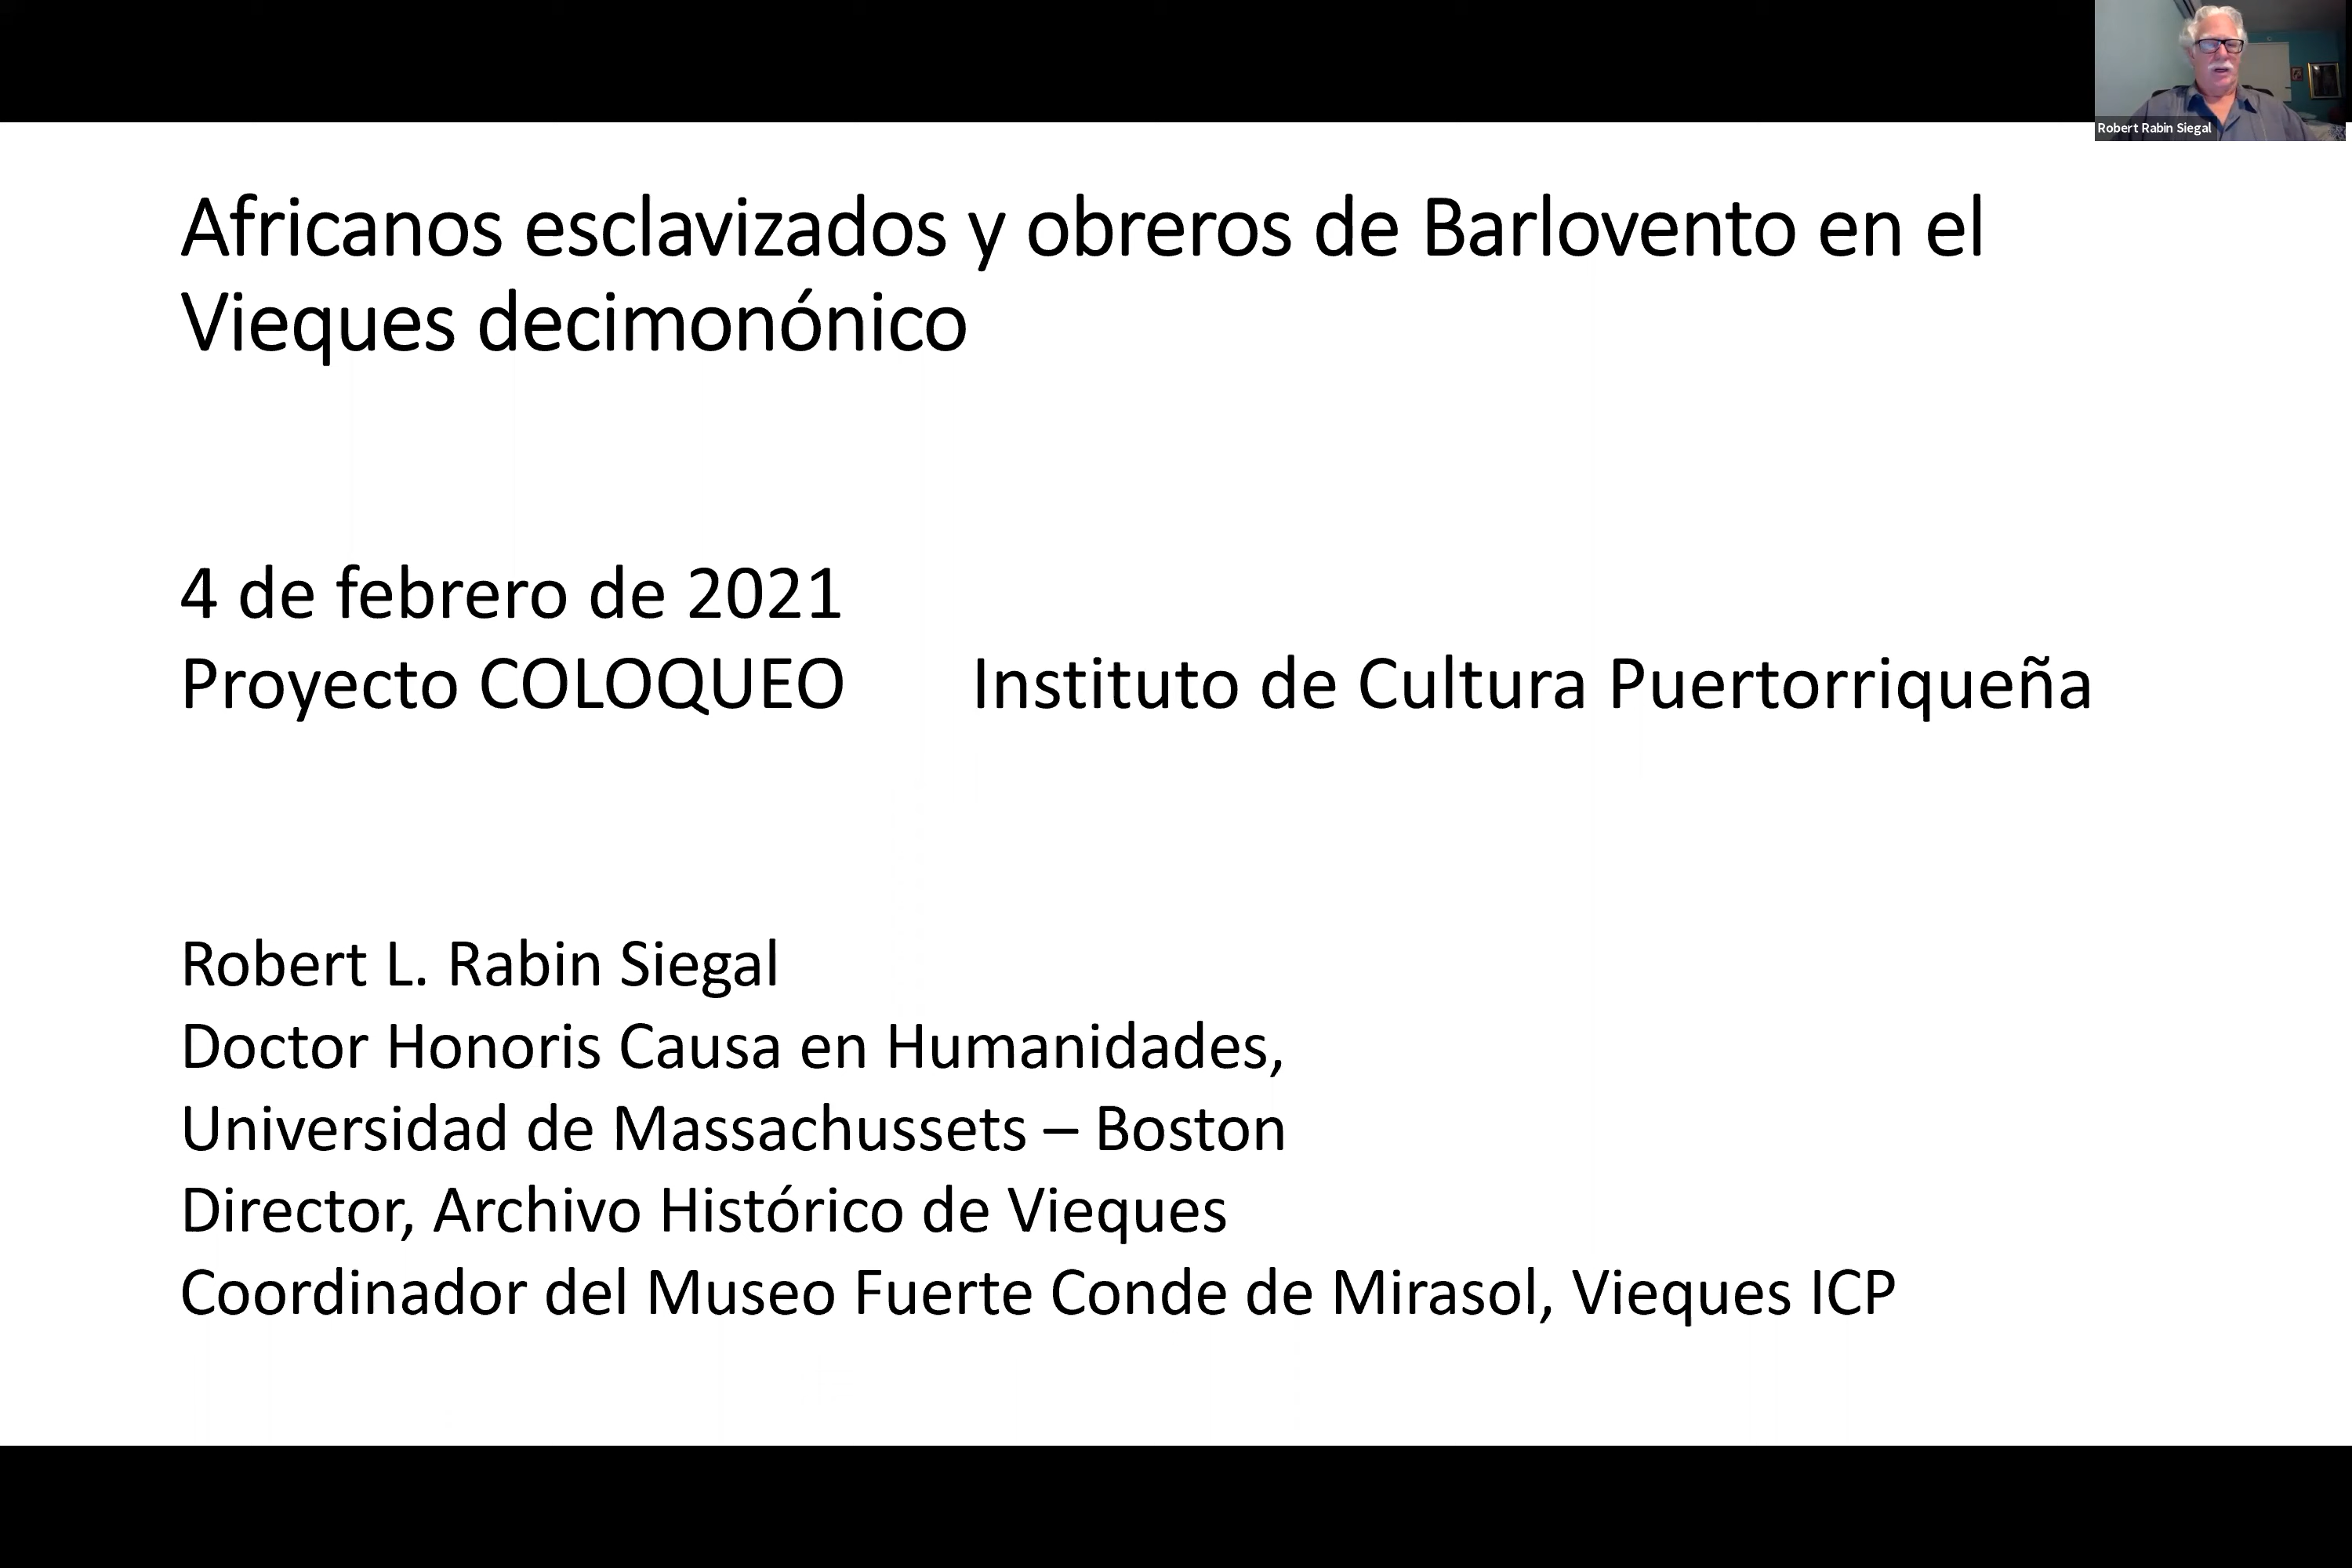 Robert Rabin Siegal
Africanos esclavizados y obreros de Barlovento en el
Vieques decimonónico
4 de febrero de 2021
Proyecto COLOQUEO Instituto de Cultura Puertorriqueña
Robert L. Rabin Siegal
Doctor Honoris Causa en Humanidades,
Universidad de Massachussets – Boston
Director, Archivo Histórico de Vieques
Coordinador del Museo Fuerte Conde de Mirasol, Vieques ICP